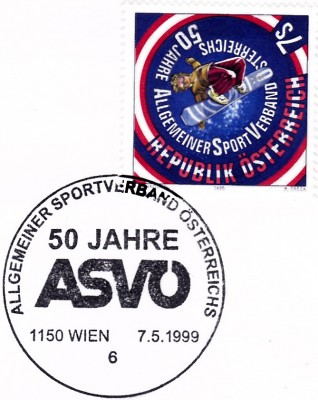 7S
50 JAHRE ALLGEMEINER SPORTVERBAND ÖSTERREICHS
REPUBLIK ÖSTERREICH
ALLGEMEINER SPORTVERBAND ÖSTERREICHS
50 JAHRE
ASVÖ
1150 WIEN 7.5.1999
6